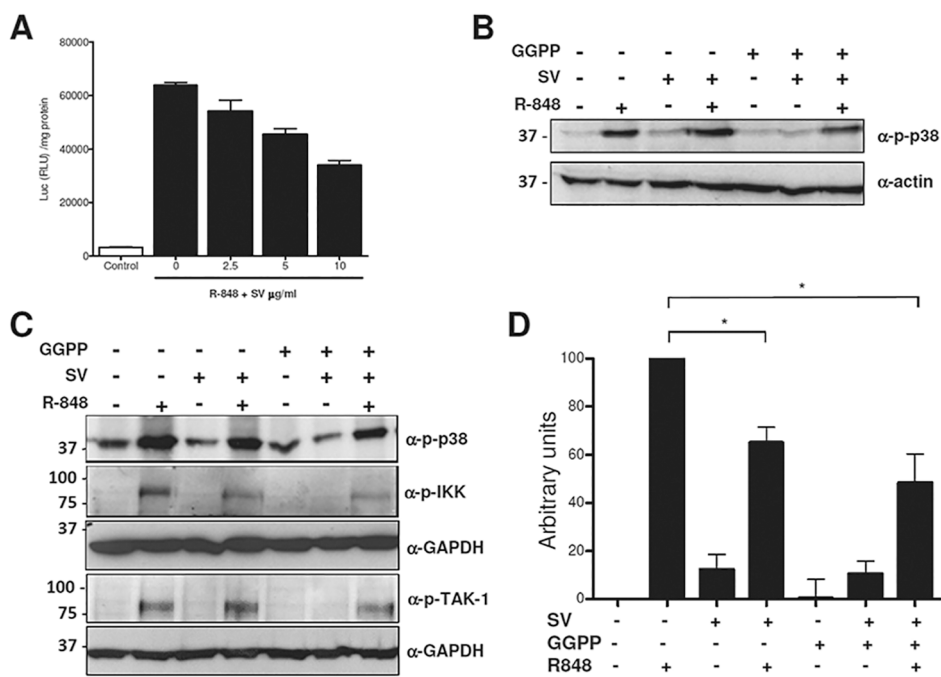 A
80000
60000
40000
20000
0
Luc (RLU) /mg protein
Control
0 2.5 5 10
R-848 + SV μg/ml
B
GGPP - - - - + + +
SV - - + + - + +
R-848 - + - + - - +
37 - α-p-p38
37 - α-actin
C
GGPP - - - - + + +
SV - - + + - + +
R-848 - + - + - - +
37 - α-p-p38
100 -
75 - α-p-IKK
37 - α-GAPDH
100 -
75 - α-p-TAK-1
37 - α-GAPDH
D
*
*
100
80
60
40
20
0
Arbitrary units
SV - - + + - + +
GGPP - - - - + + +
R848 - + - + - - +